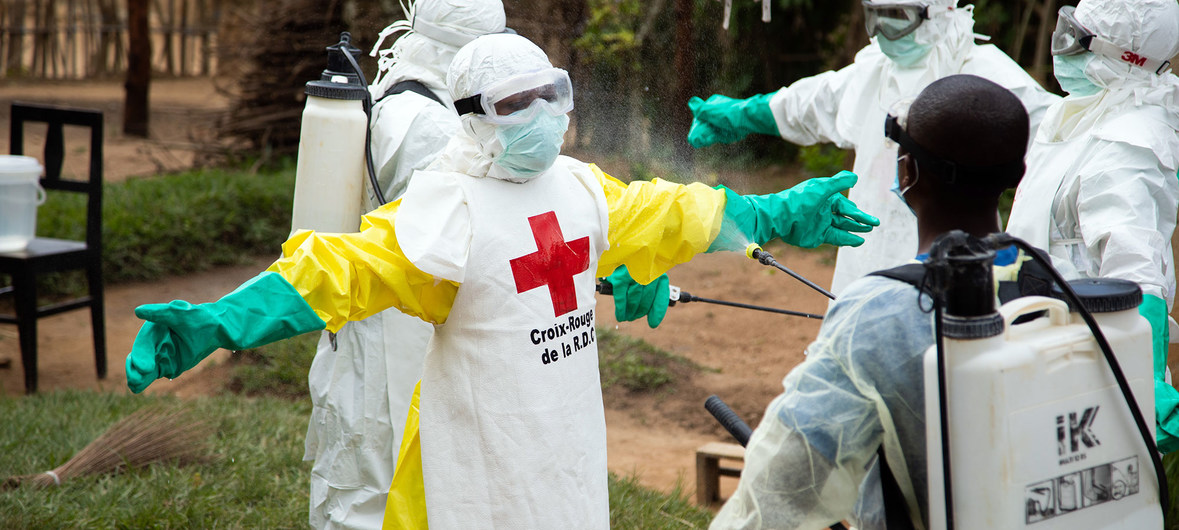 Croix-Rouge
de la R.D.C
3M
iK